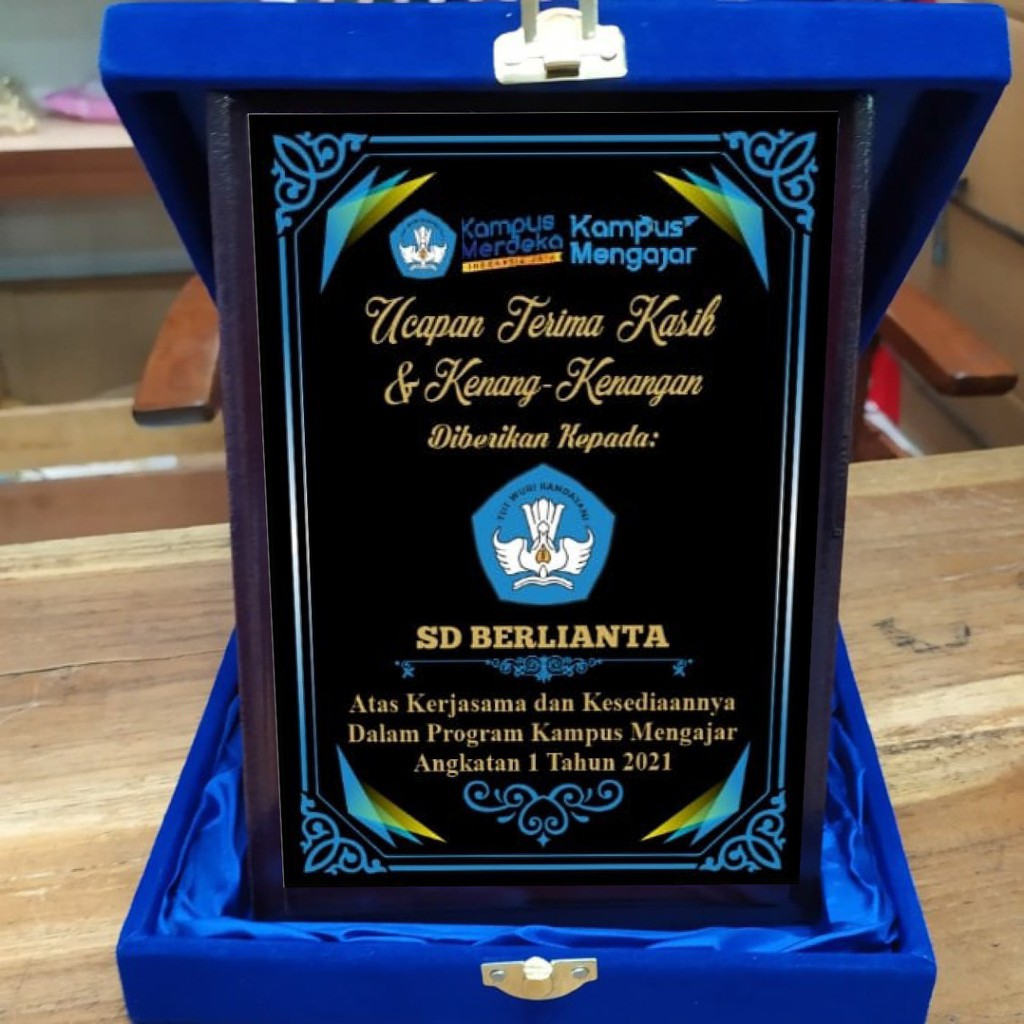 Kampus Merdeka
INDONESIA JAYA
Kampus Mengajar
Ucapan Terima Kasih
& Kenang-Kenangan
Diberikan Kepada:
TUT WURI HANDAYANI
SD BERLIANTA
Atas Kerjasama dan Kesediaannya
Dalam Program Kampus Mengajar
Angkatan 1 Tahun 2021